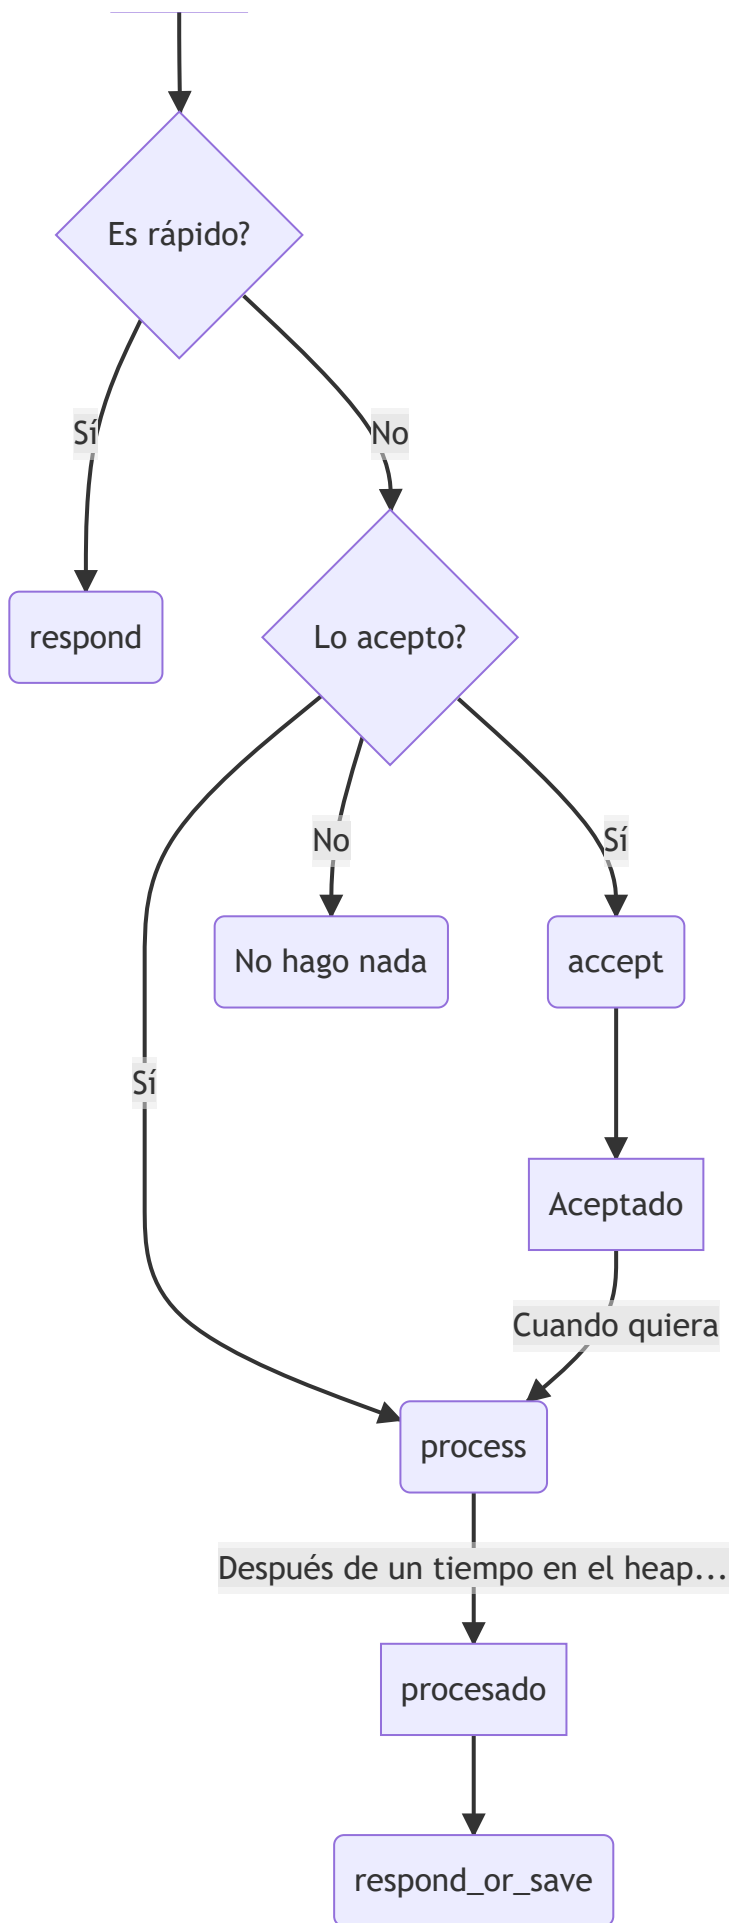 Es rápido?
Sí
No
respond
Lo acepto?
No
Sí
No hago nada
accept
Sí
Aceptado
Cuando quiera
process
Después de un tiempo en el heap...
procesado
respond_or_save